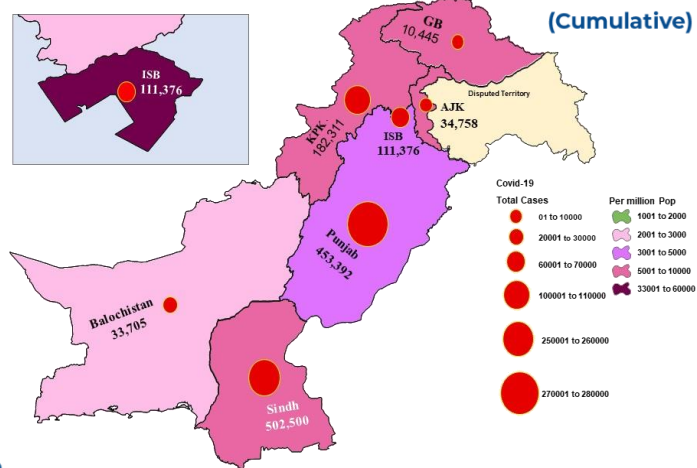 (Cumulative)
GB
10,445
ISB
111,376
Disputed Territory
AJK
34,758
KPK
182,311
ISB
111,376
Punjab
453,392
Balochistan
33,705
Sindh
502,500
Covid-19
Total Cases
01 to 10000
20001 to 30000
60001 to 70000
100001 to 110000
250001 to 260000
270001 to 280000
Per million Pop
1001 to 2000
2001 to 3000
3001 to 5000
5001 to 10000
33001 to 60000